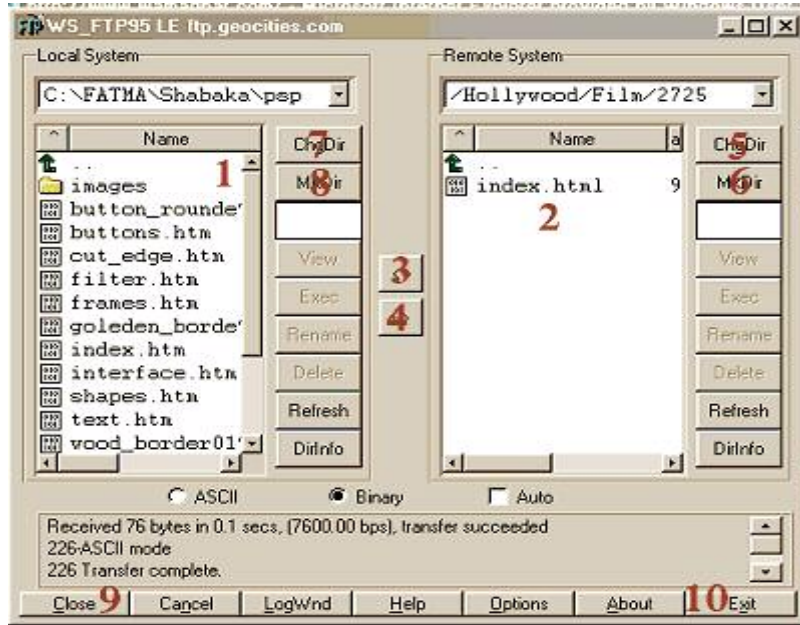 WS_FTP95 LE ftp.geocities.com
Local System
C:\FATMA\Shabaka\psp
^ Name
1
..
images
button_rounde
buttons.htm
cut_edge.htm
filter.htm
frames.htm
goleden_borde
index.htm
interface.htm
shapes.htm
text.htm
wood_border01
ChgDir
7
MkDir
8
View
Exec
Rename
Delete
Refresh
DirInfo
3
4
Remote System
/Hollywood/Film/2725
^ Name a
..
index.html 9
2
ChgDir
5
MkDir
6
View
Exec
Rename
Delete
Refresh
DirInfo
ASCII Binary Auto
Received 76 bytes in 0.1 secs, (7600.00 bps), transfer succeeded
226-ASCII mode
226 Transfer complete.
Close 9 Cancel LogWnd Help Options About 10 Exit